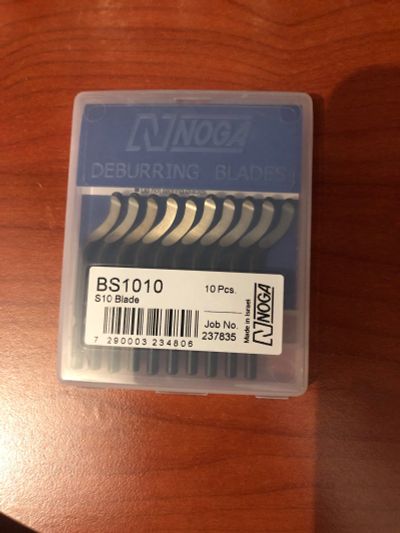 NOGA
DEBURRING BLADES
BS1010
10 Pcs.
S10 Blade
Job No.
237835
7 290003 234806
Made in Israel
NOGA